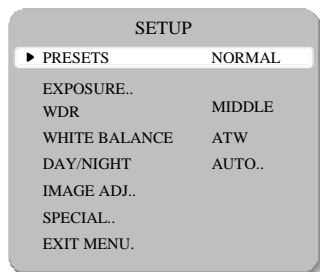 SETUP
PRESETS NORMAL
EXPOSURE..
WDR MIDDLE
WHITE BALANCE ATW
DAY/NIGHT AUTO..
IMAGE ADJ..
SPECIAL..
EXIT MENU.